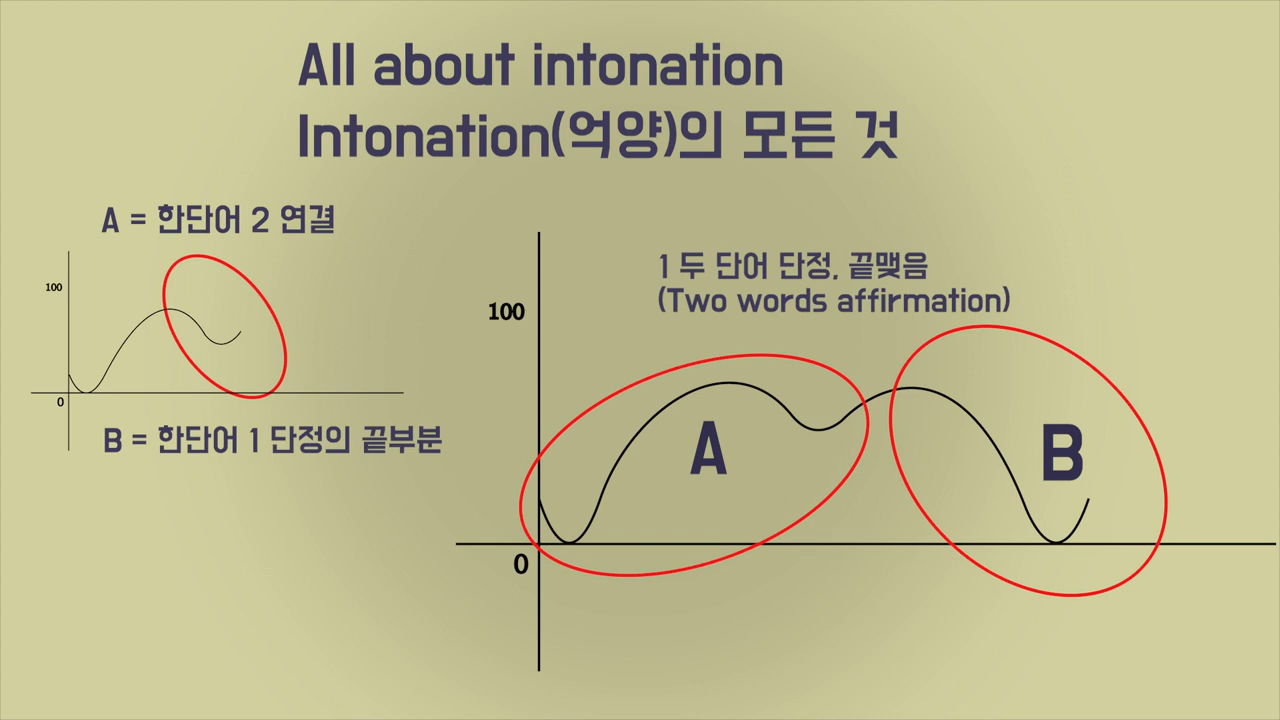 All about intonation
Intonation(억양)의 모든 것
A = 한단어 2 연결
100
0
B = 한단어 1 단정의 끝부분
1 두 단어 단정, 끝맺음
(Two words affirmation)
100
A
B
0